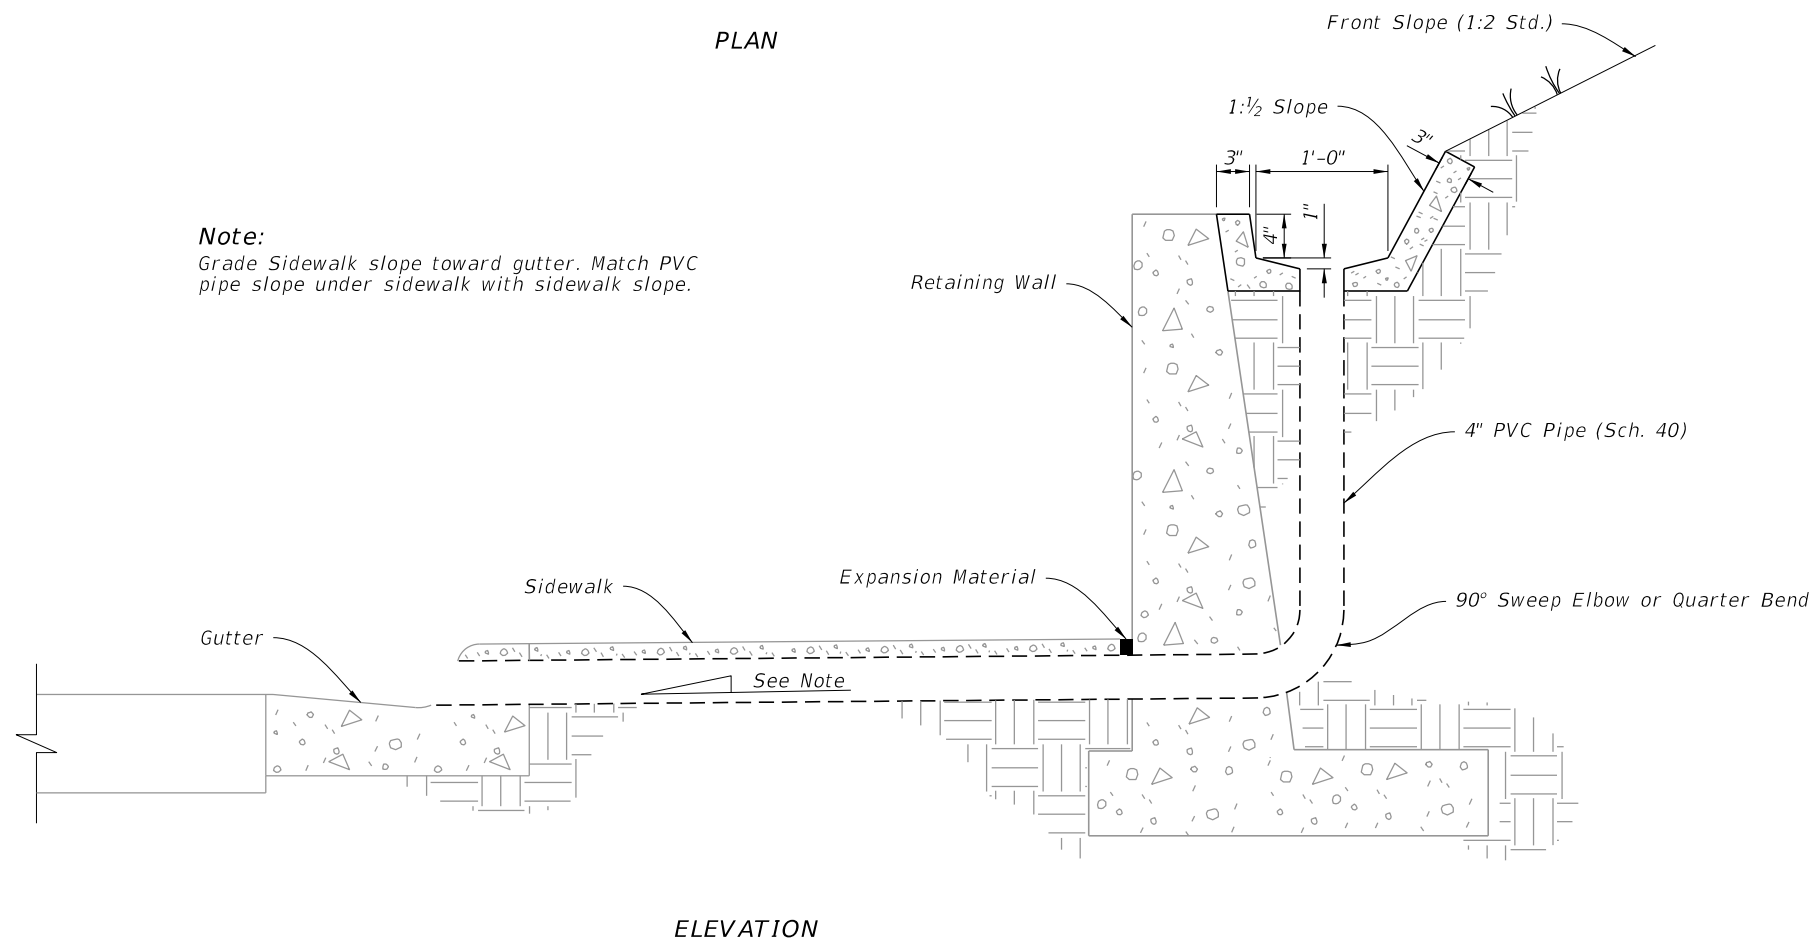 PLAN
Front Slope (1:2 Std.)
1:½ Slope
3"
3"
1'-0"
1"
4"
Note:
Grade Sidewalk slope toward gutter. Match PVC
pipe slope under sidewalk with sidewalk slope.
Retaining Wall
4" PVC Pipe (Sch. 40)
Expansion Material
Sidewalk
90° Sweep Elbow or Quarter Bend
Gutter
See Note
ELEVATION